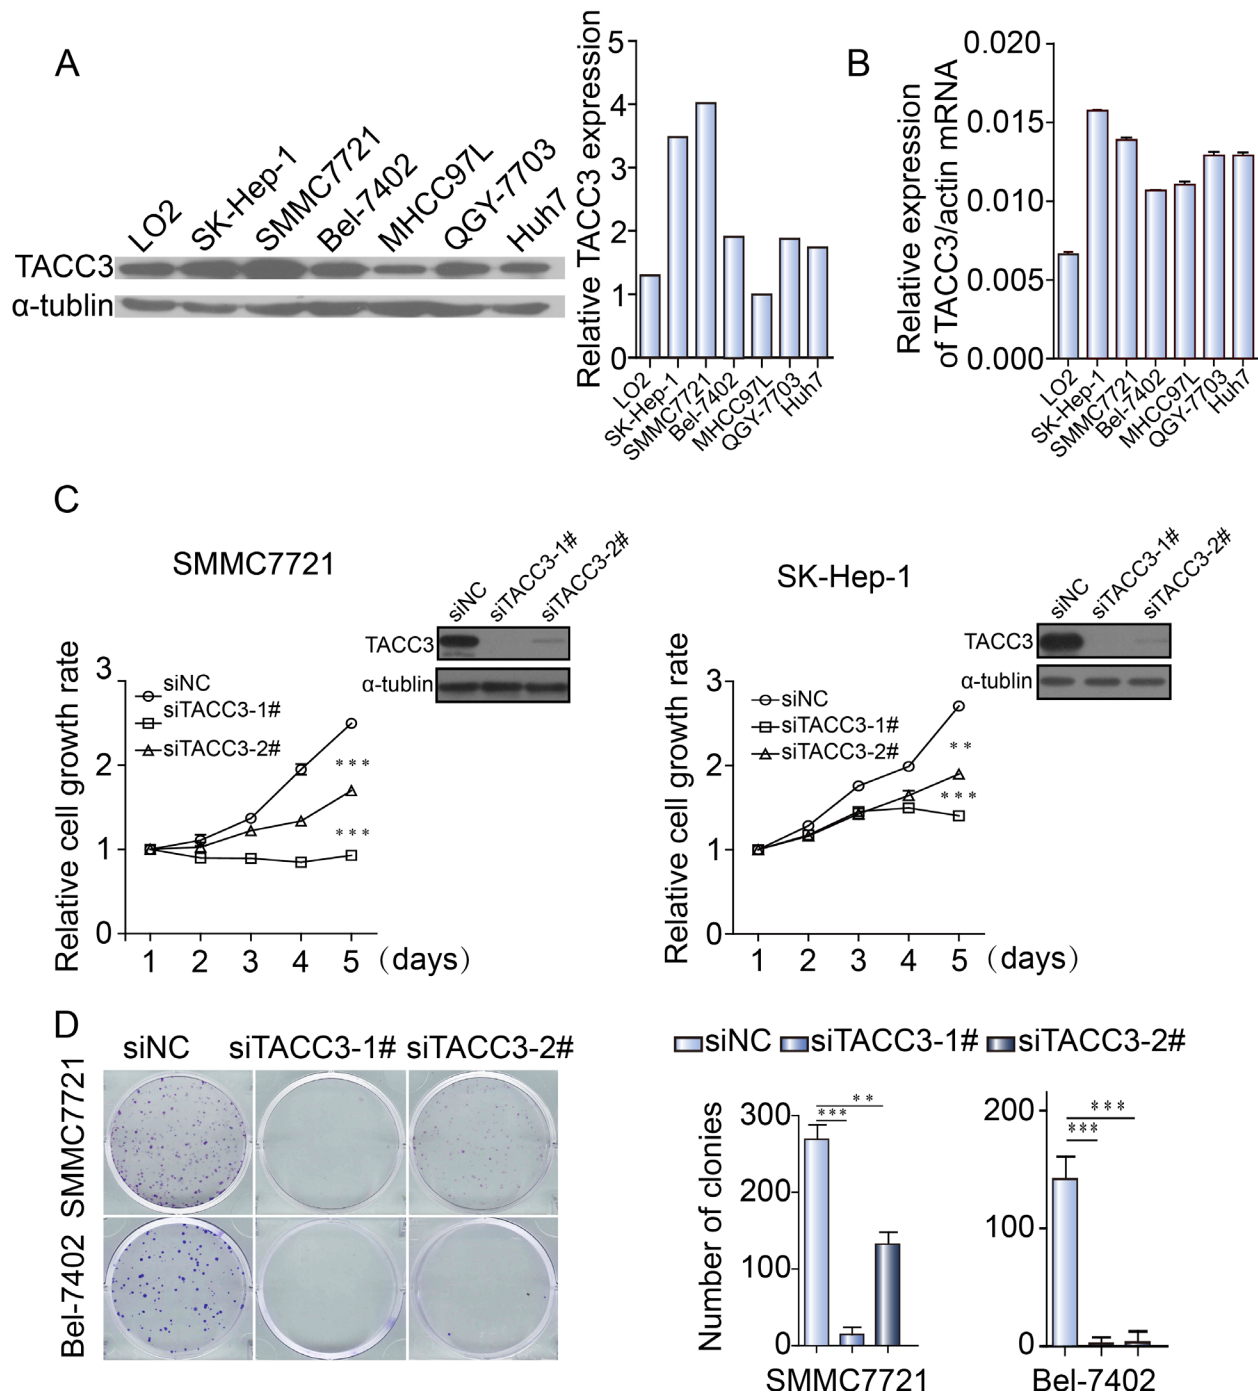 A
LO2
SK-Hep-1
SMMC7721
Bel-7402
MHCC97L
QGY-7703
Huh7
TACC3
α-tublin
Relative TACC3 expression
5
4
3
2
1
0
LO2
SK-Hep-1
SMMC7721
Bel-7402
MHCC97L
QGY-7703
Huh7
B
Relative expression
of TACC3/actin mRNA
0.020
0.015
0.010
0.005
0.000
LO2
SK-Hep-1
SMMC7721
Bel-7402
MHCC97L
QGY-7703
Huh7
C
SMMC7721
siNC
siTACC3-1#
siTACC3-2#
TACC3
α-tublin
Relative cell growth rate
3
2
1
0
siNC
siTACC3-1#
siTACC3-2#
***
***
1 2 3 4 5 (days)
SK-Hep-1
siNC
siTACC3-1#
siTACC3-2#
TACC3
α-tublin
Relative cell growth rate
3
2
1
0
siNC
siTACC3-1#
siTACC3-2#
**
***
1 2 3 4 5 (days)
D
siNC siTACC3-1# siTACC3-2#
SMMC7721
Bel-7402
siNC siTACC3-1# siTACC3-2#
Number of clonies
300
200
100
0
**
***
SMMC7721
200
100
0
***
***
Bel-7402